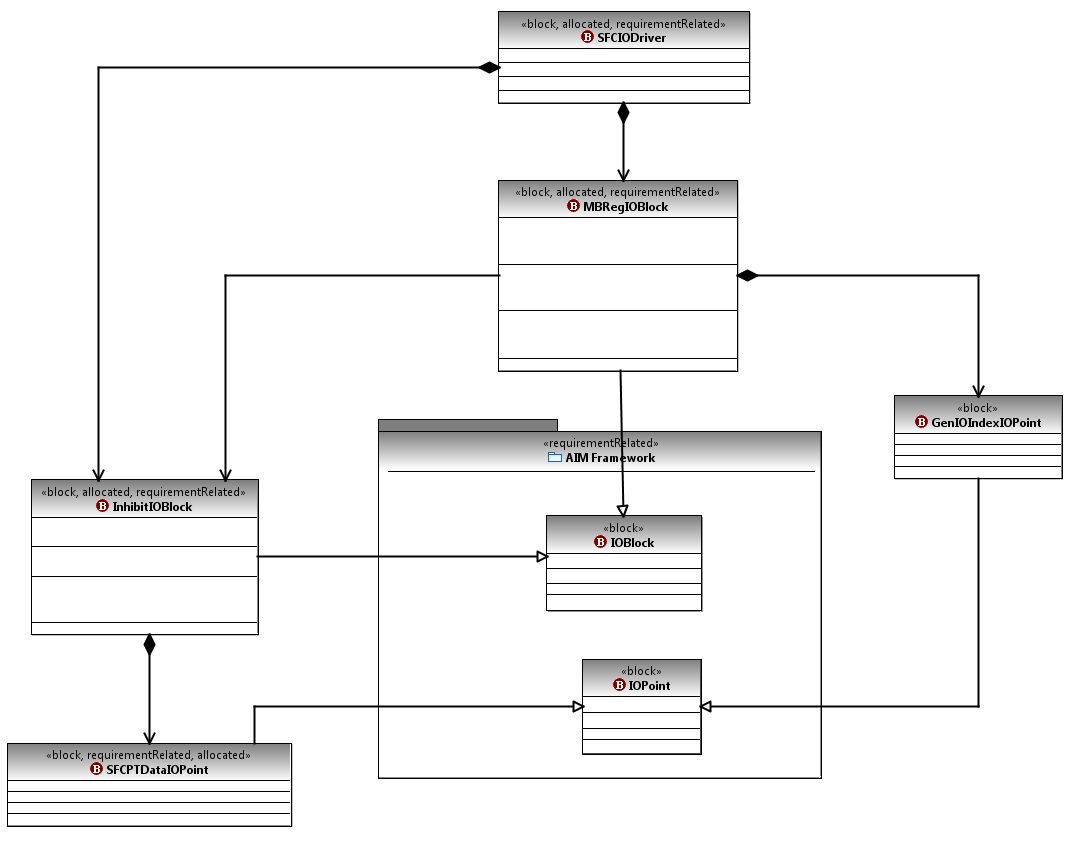 «block, allocated, requirementRelated»
B SFCIODriver
«block, allocated, requirementRelated»
B MBRegIOBlock
«block»
B GenIOIndexIOPoint
«requirementRelated»
AIM Framework
«block, allocated, requirementRelated»
B InhibitIOBlock
«block»
B IOBlock
«block»
B IOPoint
«block, requirementRelated, allocated»
B SFCPTDataIOPoint